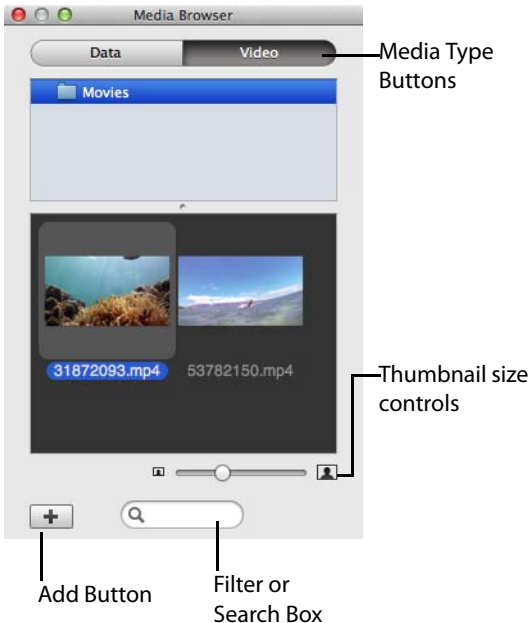 Media Browser
Data Video
Media Type
Buttons
Movies
31872093.mp4 53782150.mp4
Thumbnail size
controls
Add Button
Filter or
Search Box